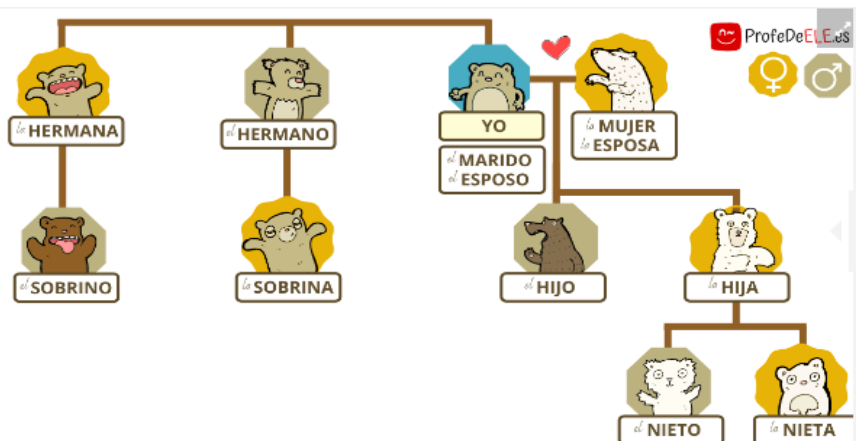 ProfeDeELE.es
la HERMANA
el HERMANO
YO
el MARIDO
el ESPOSO
la MUJER
la ESPOSA
el SOBRINO
la SOBRINA
el HIJO
la HIJA
el NIETO
la NIETA